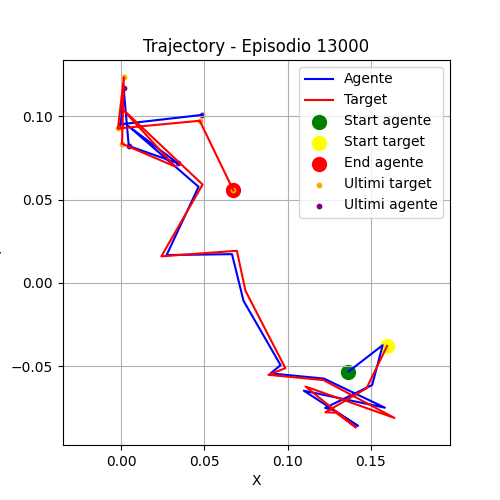 Trajectory - Episodio 13000
Agente
Target
Start agente
Start target
End agente
Ultimi target
Ultimi agente
0.10
0.05
0.00
−0.05
0.00
0.05
0.10
0.15
X